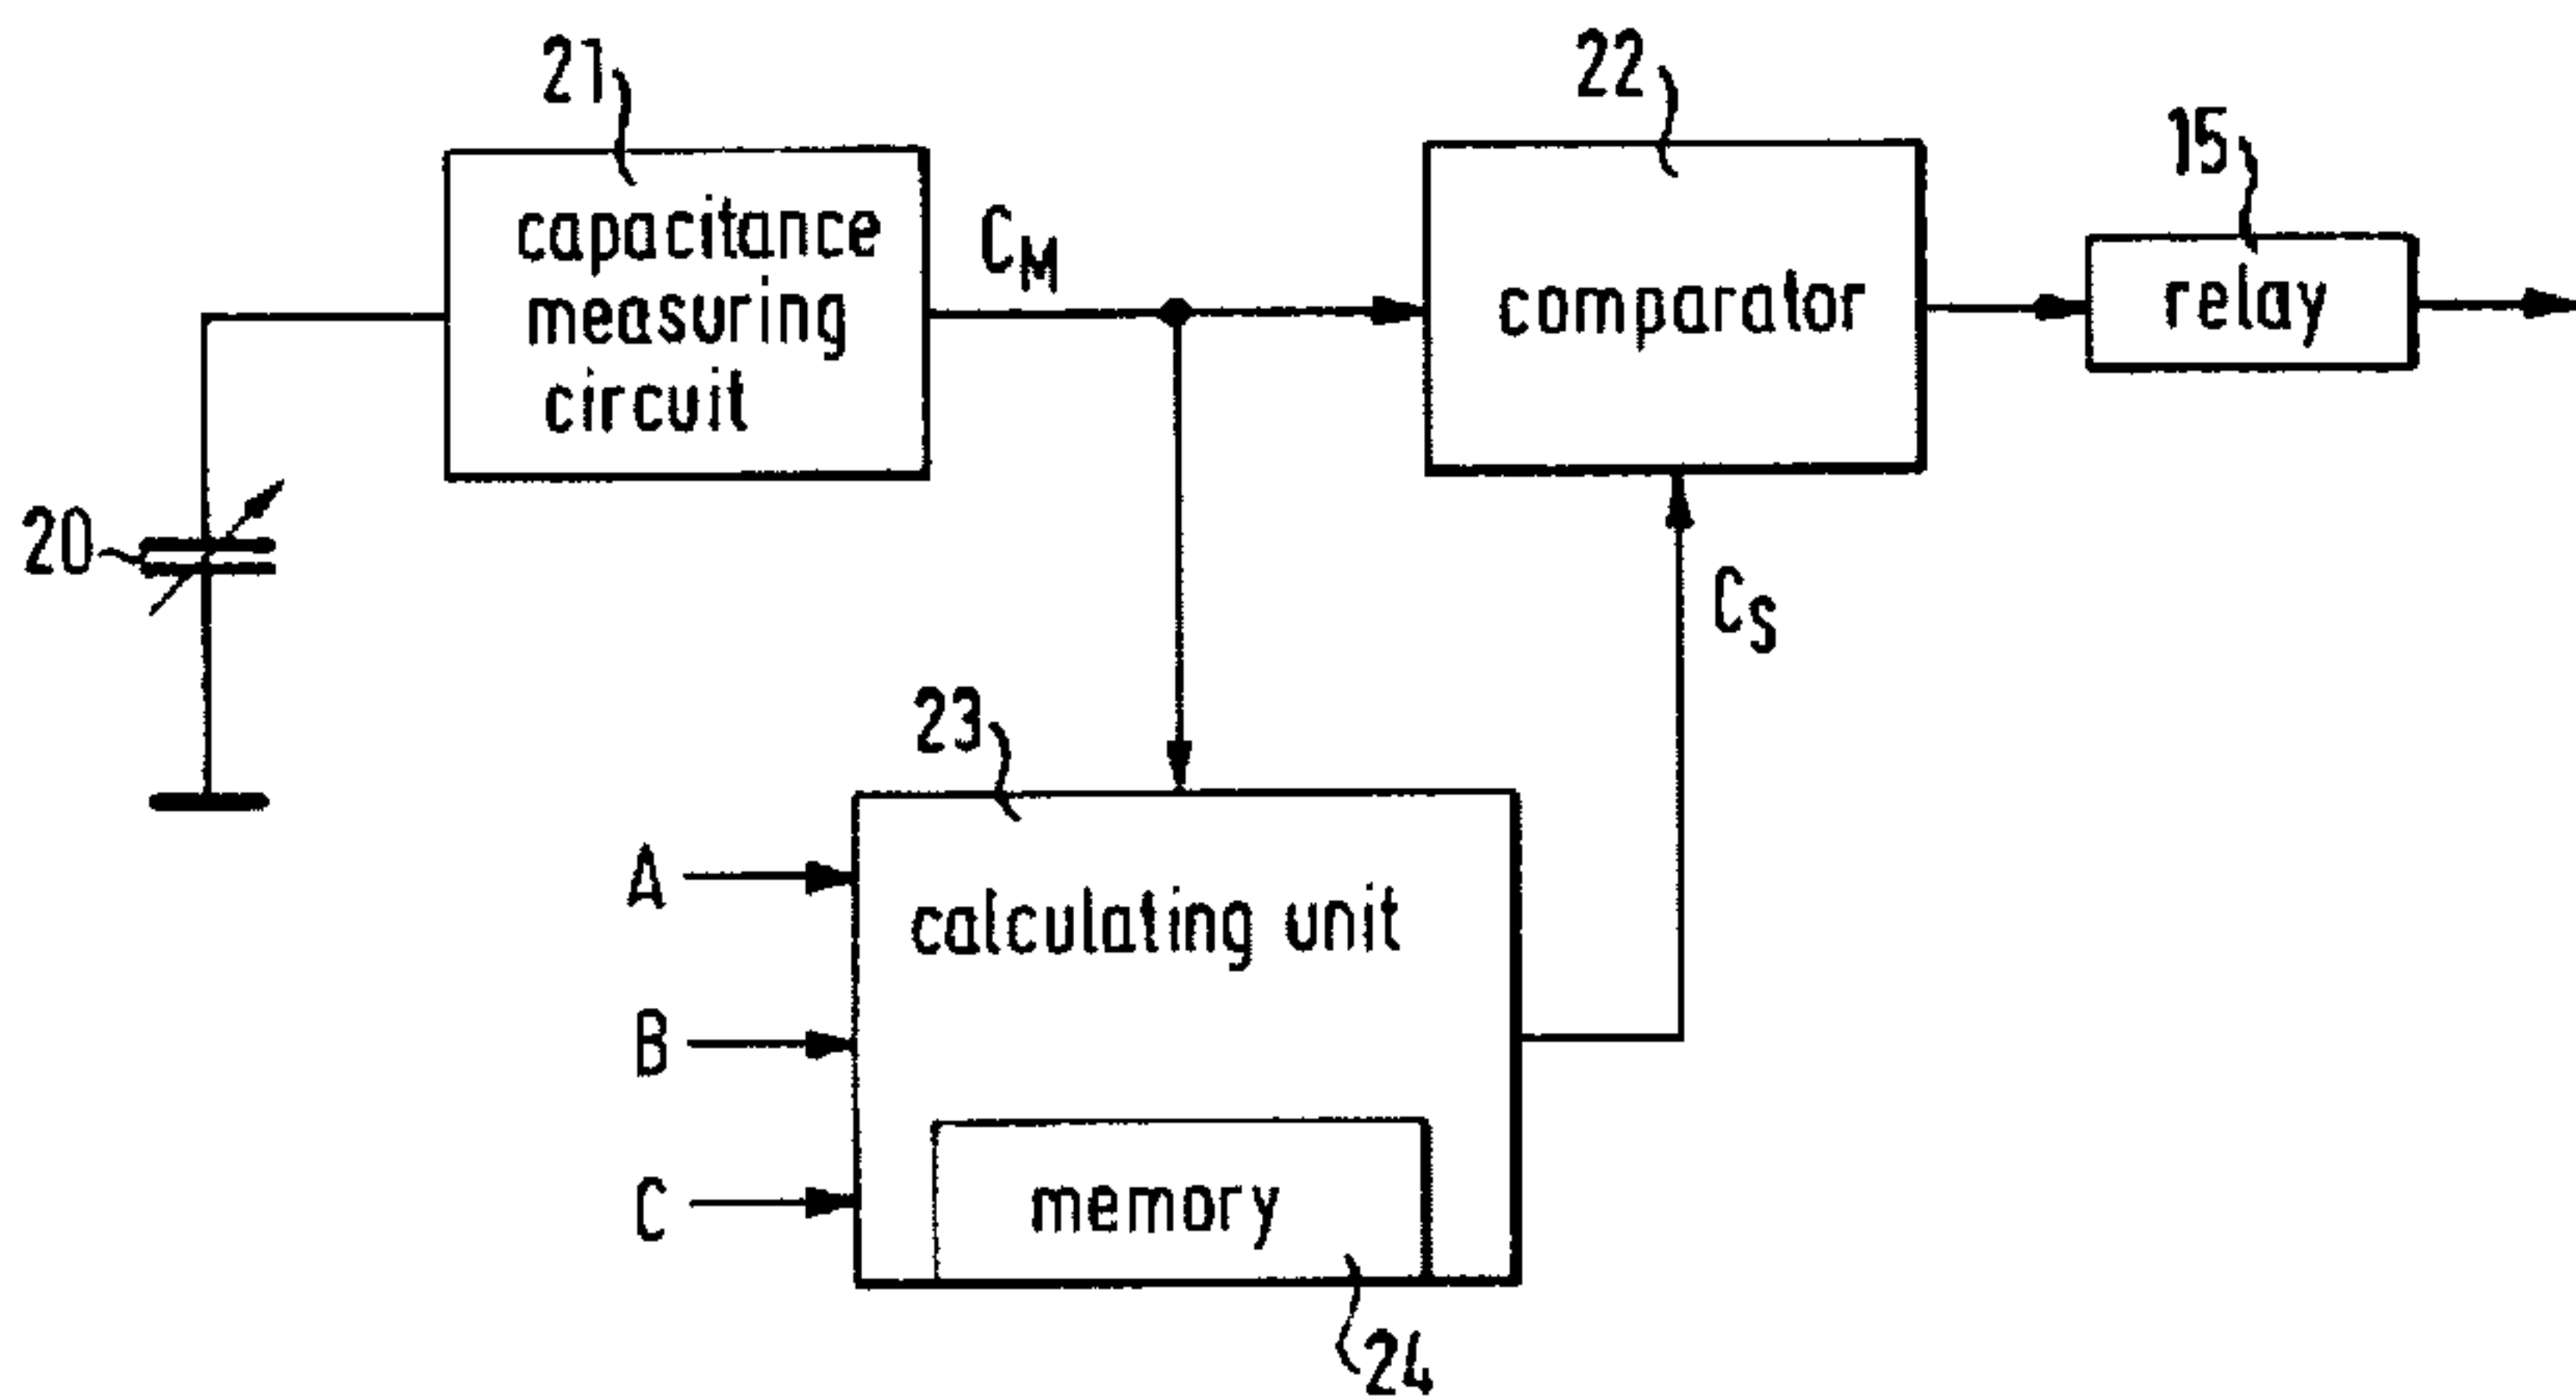 21
22
15
capacitance
measuring
circuit
C_M
comparator
relay
20
C_S
23
A
calculating unit
B
C
memory
24